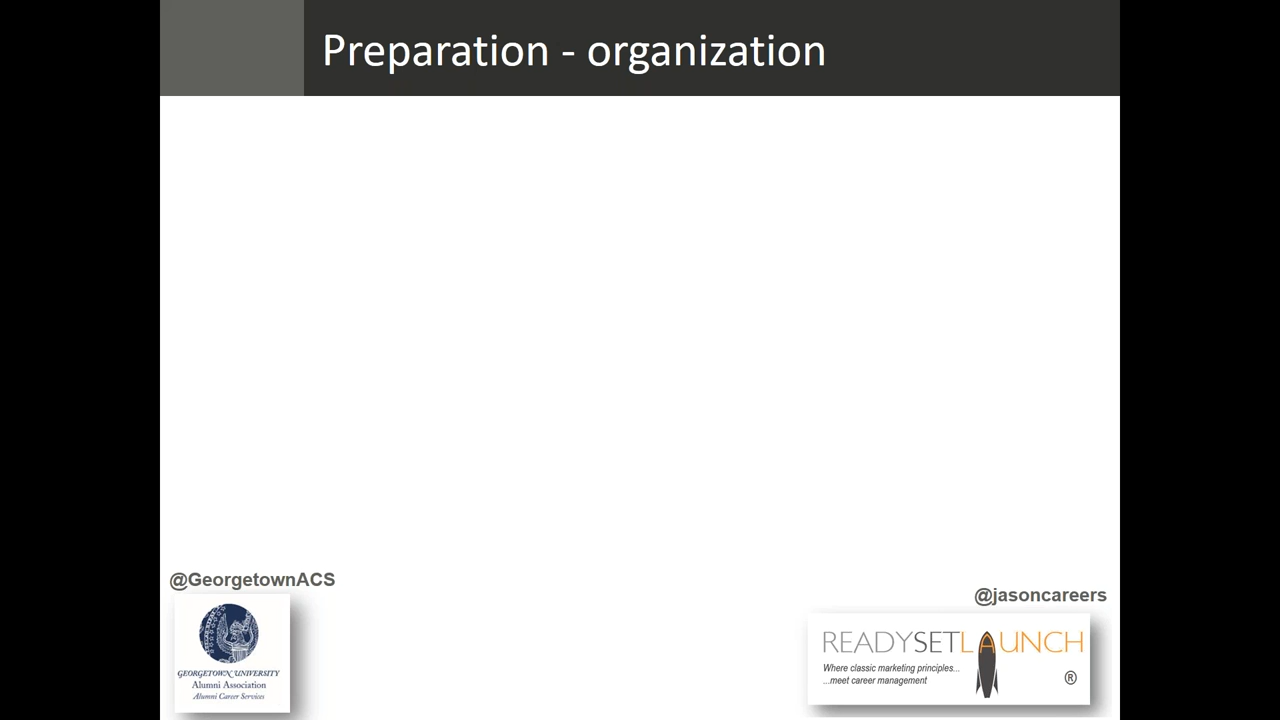 Preparation - organization
@GeorgetownACS
GEORGETOWN UNIVERSITY
Alumni Association
Alumni Career Services
@jasoncareers
READYSETLAUNCH
Where classic marketing principles...
...meet career management
®